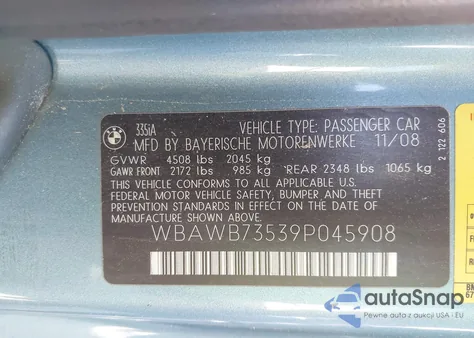 335iA
VEHICLE TYPE: PASSENGER CAR
MFD BY BAYERISCHE MOTORENWERKE 11/08
GVWR 4508 lbs 2045 kg
GAWR FRONT 2172 lbs 985 kg REAR 2348 lbs 1065 kg
THIS VEHICLE CONFORMS TO ALL APPLICABLE U.S.
FEDERAL MOTOR VEHICLE SAFETY, BUMPER AND THEFT
PREVENTION STANDARDS IN EFFECT ON THE DATE OF
MANUFACTURE SHOWN ABOVE.
WBAWB73539P045908
2 122 606
autoSnap
Cars from auctions USA - EU